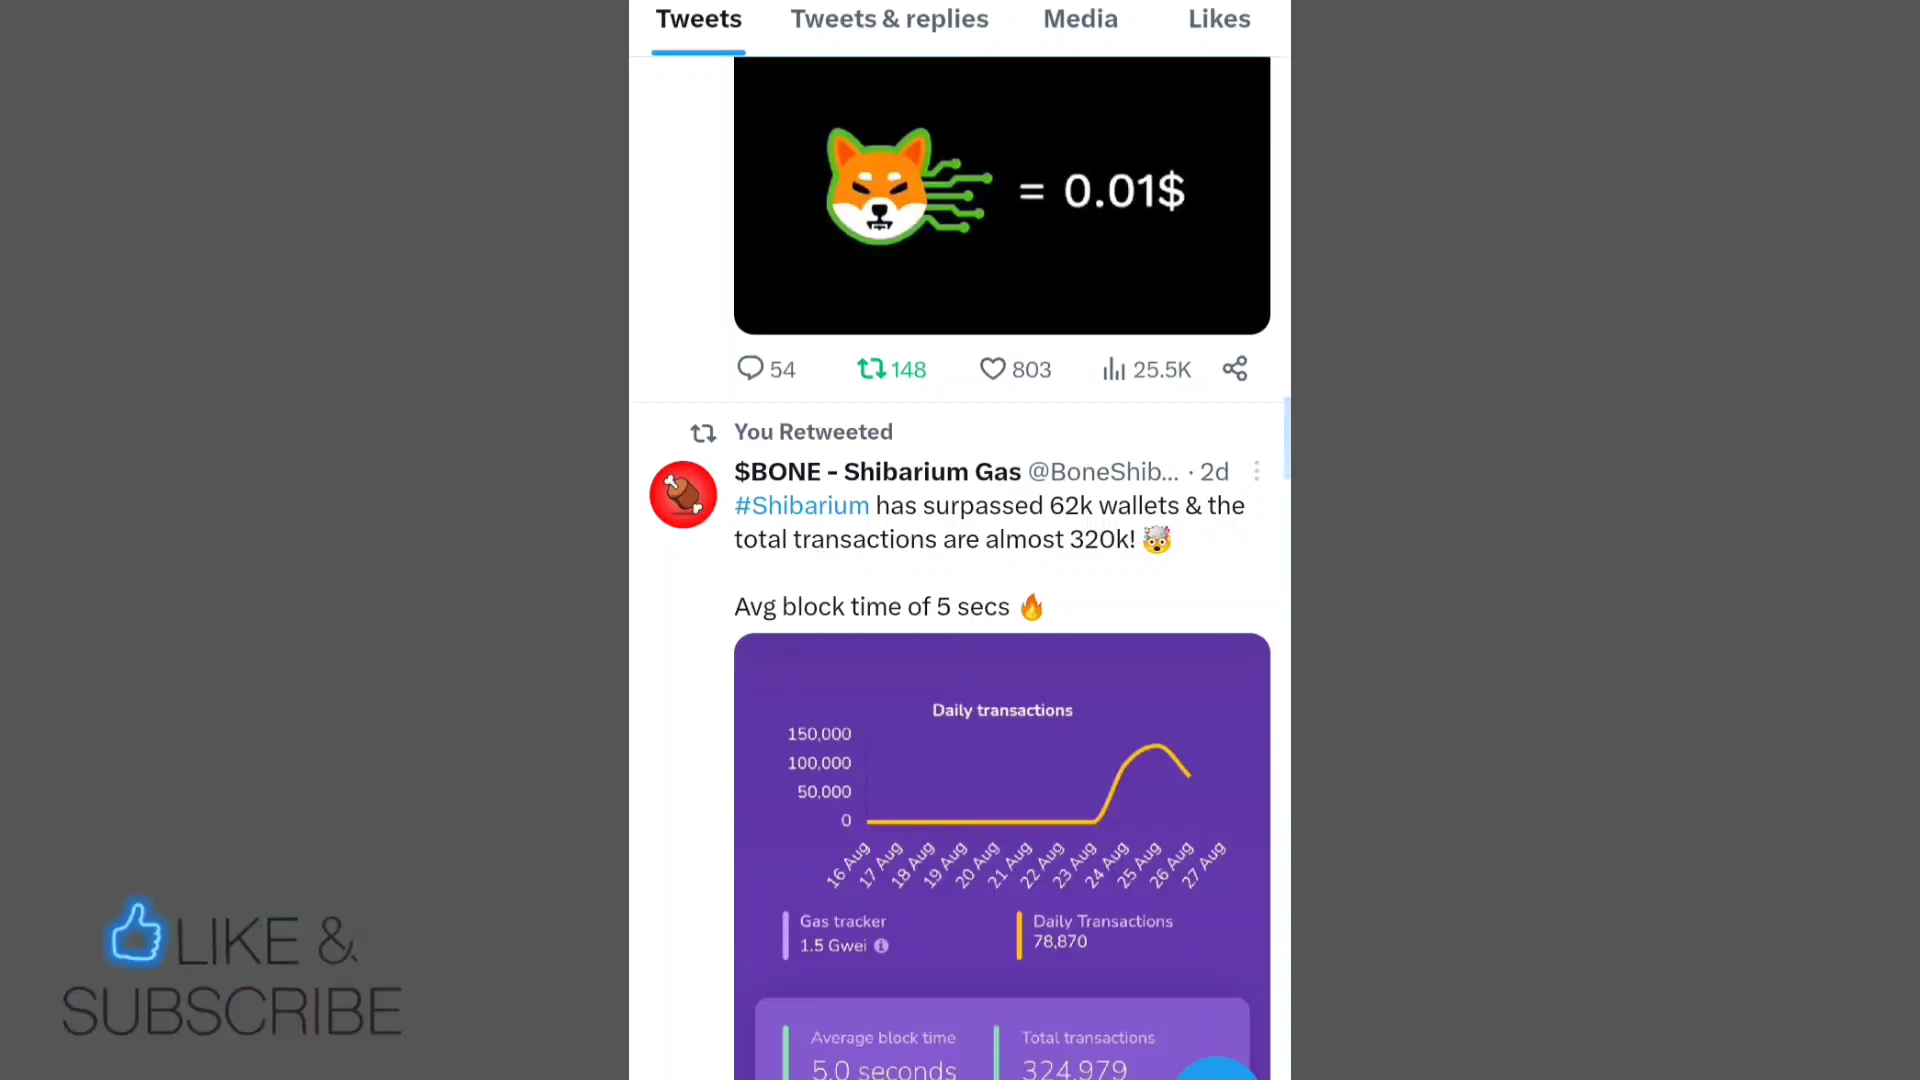 Tweets Tweets & replies Media Likes
= 0.01$
54 148 803 25.5K
You Retweeted
$BONE - Shibarium Gas @BoneShib... · 2d
#Shibarium has surpassed 62k wallets & the
total transactions are almost 320k! 🤯
Avg block time of 5 secs 🔥
Daily transactions
150,000
100,000
50,000
0
16 Aug 17 Aug 18 Aug 19 Aug 20 Aug 21 Aug 22 Aug 23 Aug 24 Aug 25 Aug 26 Aug 27 Aug
Gas tracker Daily Transactions
1.5 Gwei 78,870
Average block time Total transactions
5.0 seconds 324,979
LIKE &
SUBSCRIBE